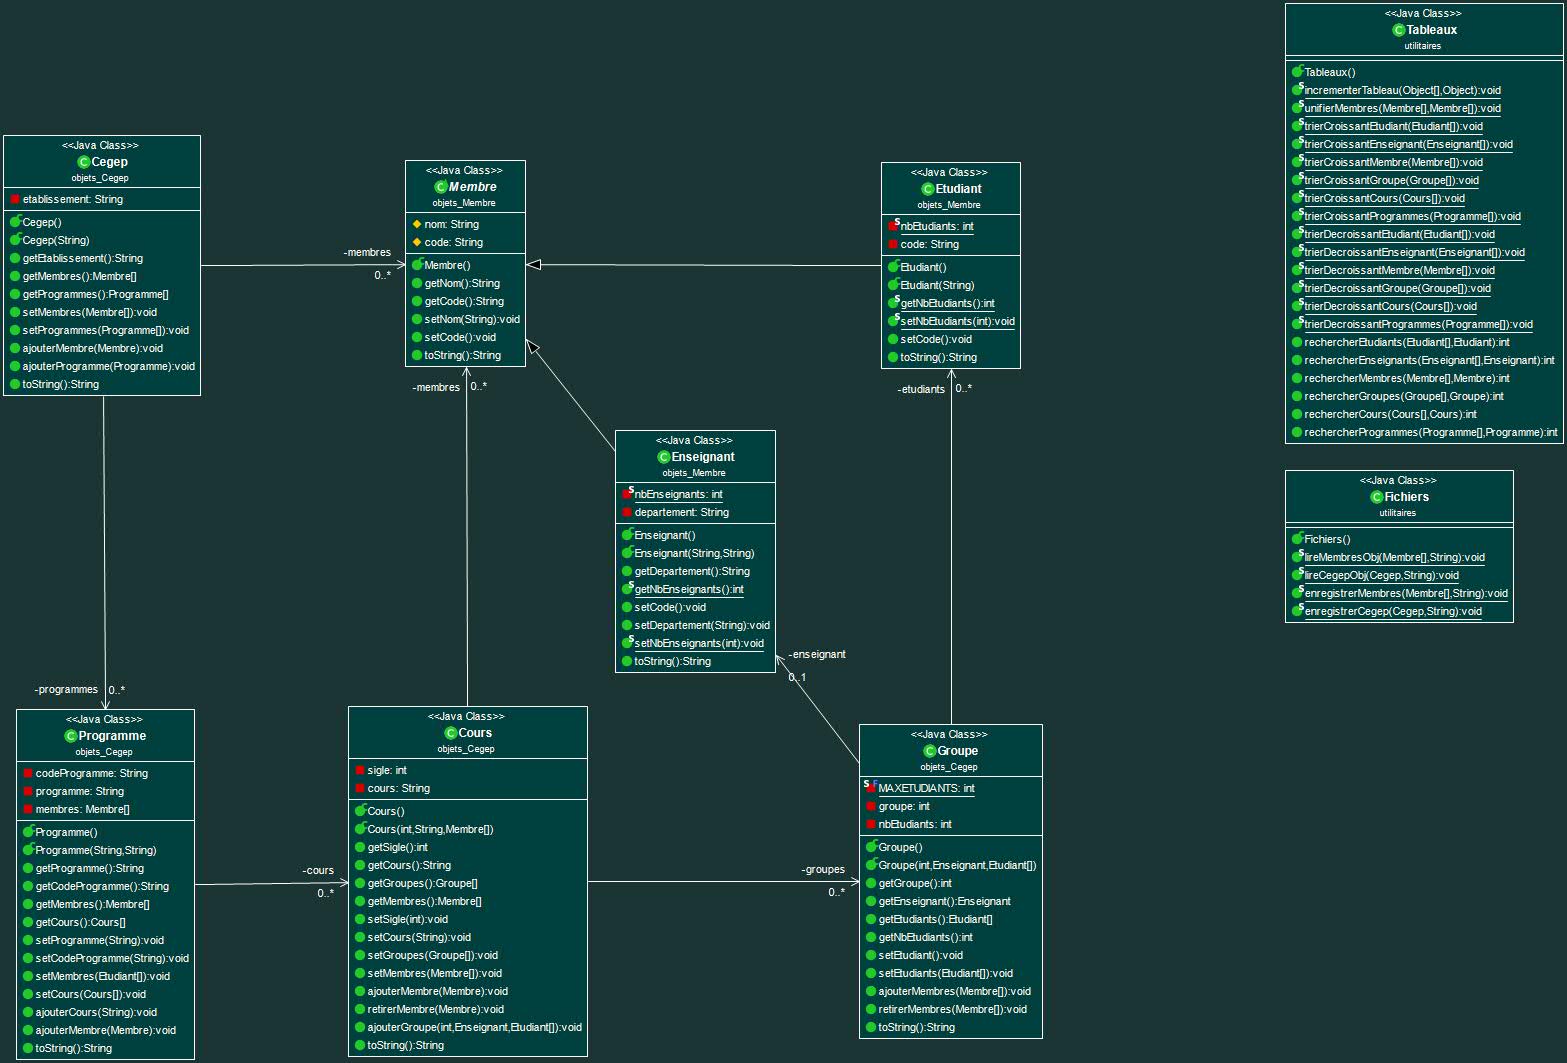 <<Java Class>>
Tableaux
utilitaires
Tableaux()
incrementerTableau(Object[],Object):void
unifierMembres(Membre[],Membre[]):void
trierCroissantEtudiant(Etudiant[]):void
trierCroissantEnseignant(Enseignant[]):void
trierCroissantMembre(Membre[]):void
trierCroissantGroupe(Groupe[]):void
trierCroissantCours(Cours[]):void
trierCroissantProgrammes(Programme[]):void
trierDecroissantEtudiant(Etudiant[]):void
trierDecroissantEnseignant(Enseignant[]):void
trierDecroissantMembre(Membre[]):void
trierDecroissantGroupe(Groupe[]):void
trierDecroissantCours(Cours[]):void
trierDecroissantProgrammes(Programme[]):void
rechercherEtudiants(Etudiant[],Etudiant):int
rechercherEnseignants(Enseignant[],Enseignant):int
rechercherMembres(Membre[],Membre):int
rechercherGroupes(Groupe[],Groupe):int
rechercherCours(Cours[],Cours):int
rechercherProgrammes(Programme[],Programme):int
<<Java Class>>
Cegep
objets_Cegep
etablissement: String
Cegep()
Cegep(String)
getEtablissement():String
getMembres():Membre[]
getProgrammes():Programme[]
setMembres(Membre[]):void
setProgrammes(Programme[]):void
ajouterMembre(Membre):void
ajouterProgramme(Programme):void
toString():String
-membres
0..*
<<Java Class>>
Membre
objets_Membre
nom: String
code: String
Membre()
getNom():String
getCode():String
setNom(String):void
setCode():void
toString():String
<<Java Class>>
Etudiant
objets_Membre
nbEtudiants: int
code: String
Etudiant()
Etudiant(String)
getNbEtudiants():int
setNbEtudiants(int):void
setCode():void
toString():String
-membres
0..*
-etudiants
0..*
<<Java Class>>
Enseignant
objets_Membre
nbEnseignants: int
departement: String
Enseignant()
Enseignant(String,String)
getDepartement():String
getNbEnseignants():int
setCode():void
setDepartement(String):void
setNbEnseignants(int):void
toString():String
<<Java Class>>
Fichiers
utilitaires
Fichiers()
lireMembresObj(Membre[],String):void
lireCegepObj(Cegep,String):void
enregistrerMembres(Membre[],String):void
enregistrerCegep(Cegep,String):void
-enseignant
0..1
-programmes
0..*
<<Java Class>>
Programme
objets_Cegep
codeProgramme: String
programme: String
membres: Membre[]
Programme()
Programme(String,String)
getProgramme():String
getCodeProgramme():String
getMembres():Membre[]
getCours():Cours[]
setProgramme(String):void
setCodeProgramme(String):void
setMembres(Etudiant[]):void
setCours(Cours[]):void
ajouterCours(String):void
ajouterMembre(Membre):void
toString():String
-cours
0..*
<<Java Class>>
Cours
objets_Cegep
sigle: int
cours: String
Cours()
Cours(int,String,Membre[])
getSigle():int
getCours():String
getGroupes():Groupe[]
getMembres():Membre[]
setSigle(int):void
setCours(String):void
setGroupes(Groupe[]):void
setMembres(Membre[]):void
ajouterMembre(Membre):void
retirerMembre(Membre):void
ajouterGroupe(int,Enseignant,Etudiant[]):void
toString():String
-groupes
0..*
<<Java Class>>
Groupe
objets_Cegep
MAXETUDIANTS: int
groupe: int
nbEtudiants: int
Groupe()
Groupe(int,Enseignant,Etudiant[])
getGroupe():int
getEnseignant():Enseignant
getEtudiants():Etudiant[]
getNbEtudiants():int
setEtudiant():void
setEtudiants(Etudiant[]):void
ajouterMembres(Membre[]):void
retirerMembres(Membre[]):void
toString():String